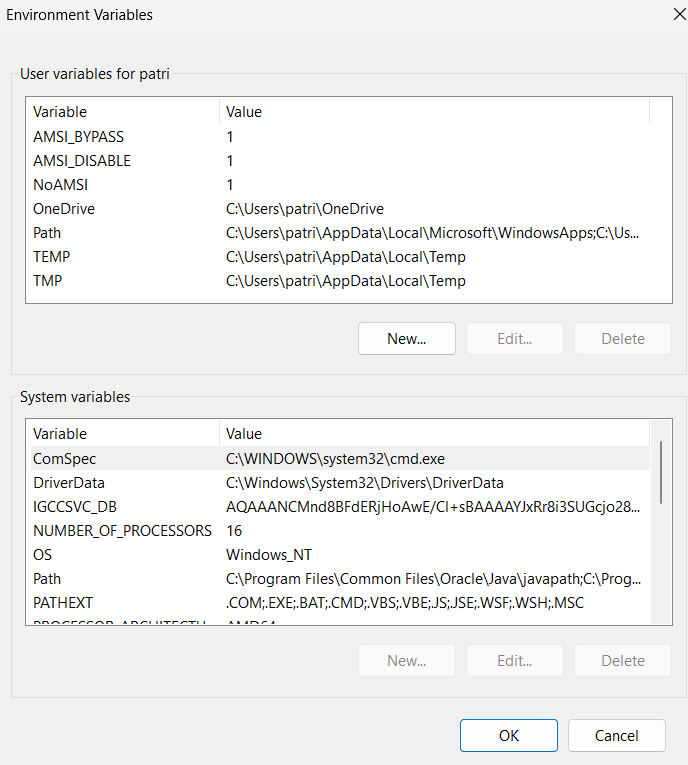 Environment Variables
User variables for patri
Variable Value
AMSI_BYPASS 1
AMSI_DISABLE 1
NoAMSI 1
OneDrive C:\Users\patri\OneDrive
Path C:\Users\patri\AppData\Local\Microsoft\WindowsApps;C:\Us...
TEMP C:\Users\patri\AppData\Local\Temp
TMP C:\Users\patri\AppData\Local\Temp
New... Edit... Delete
System variables
Variable Value
ComSpec C:\WINDOWS\system32\cmd.exe
DriverData C:\Windows\System32\Drivers\DriverData
IGCCSVC_DB AQAAANCMnd8BFdERjHoAwE/Cl+sBAAAAYJxRr8i3SUGcjo28...
NUMBER_OF_PROCESSORS 16
OS Windows_NT
Path C:\Program Files\Common Files\Oracle\Java\javapath;C:\Prog...
PATHEXT .COM;.EXE;.BAT;.CMD;.VBS;.VBE;.JS;.JSE;.WSF;.WSH;.MSC
PROCESSOR_ARCHITECTU AMD64
New... Edit... Delete
OK Cancel